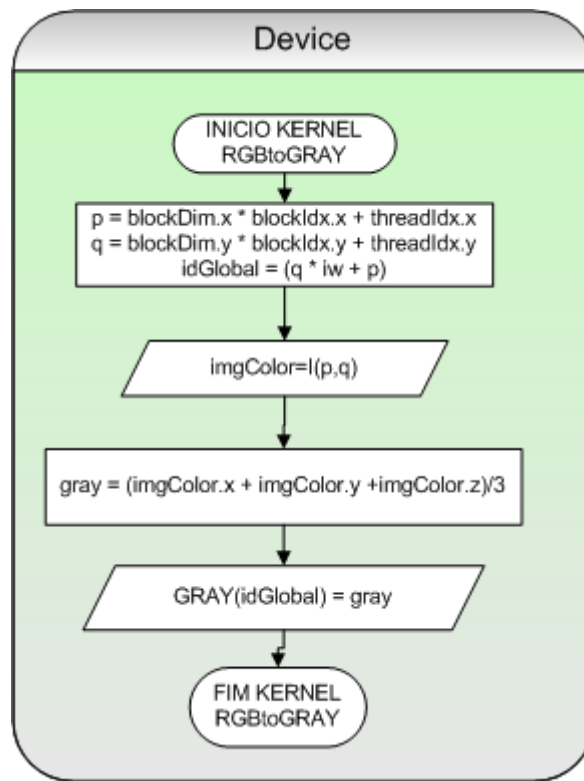 Device
INICIO KERNEL
RGBtoGRAY
p = blockDim.x * blockIdx.x + threadIdx.x
q = blockDim.y * blockIdx.y + threadIdx.y
idGlobal = (q * iw + p)
imgColor=I(p,q)
gray = (imgColor.x + imgColor.y +imgColor.z)/3
GRAY(idGlobal) = gray
FIM KERNEL
RGBtoGRAY